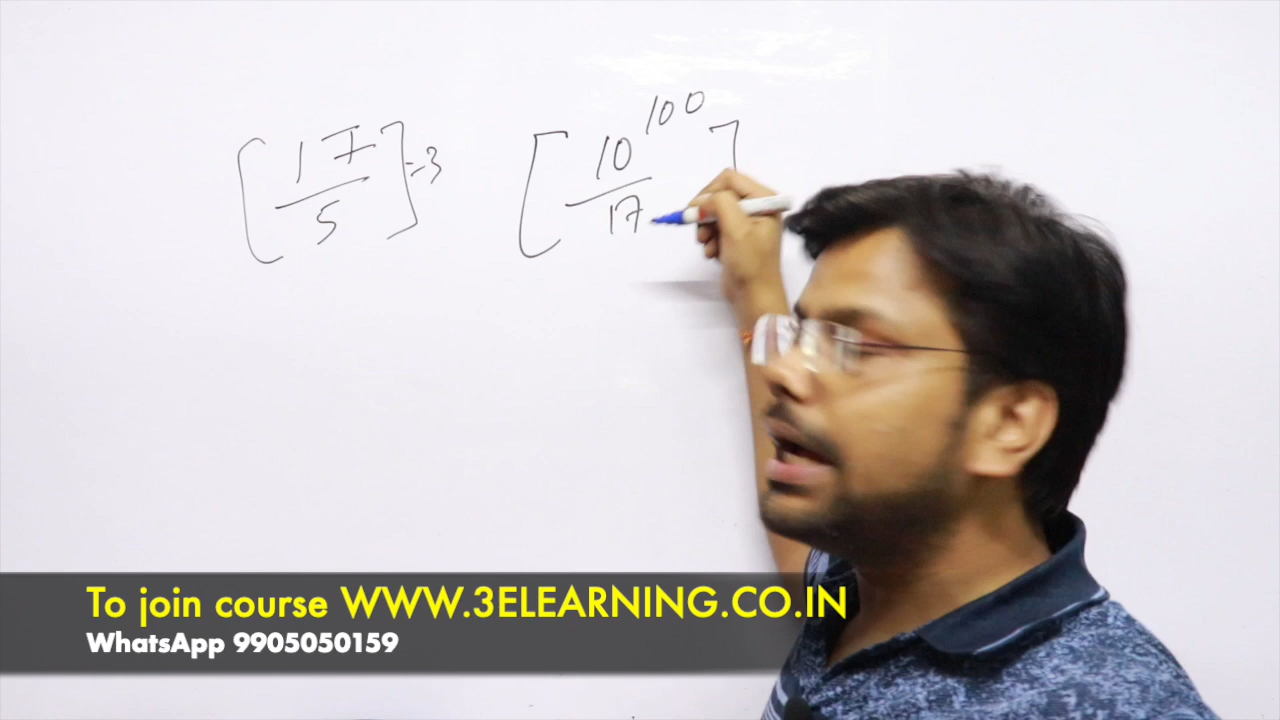 [17/5] = 3 [10^100/17]
To join course WWW.3ELEARNING.CO.IN
WhatsApp 9905050159